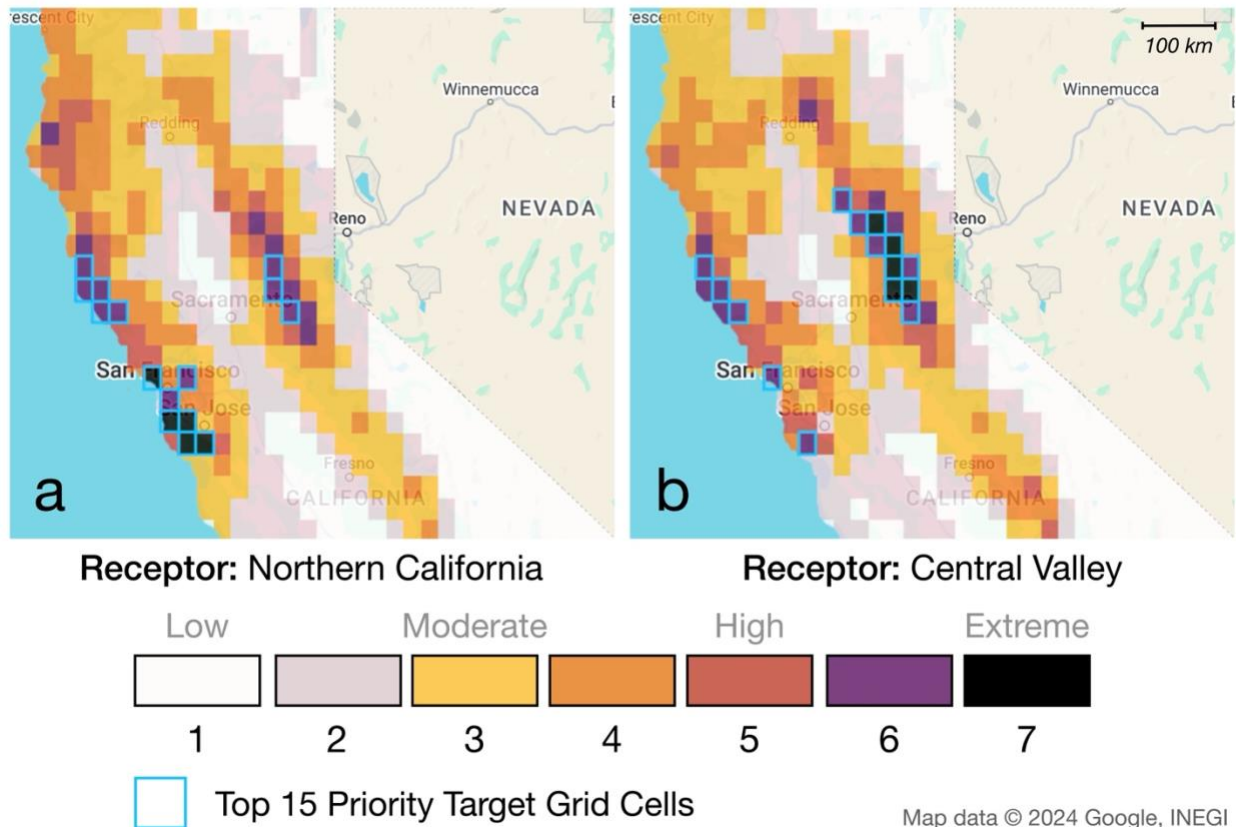 rescent City
Winnemucca
Redding
Reno
NEVADA
Sacramento
San Francisco
San Jose
Fresno
CALIFORNIA
a
rescent City
100 km
Winnemucca
E
Redding
Reno
NEVADA
Sacramento
San Francisco
San Jose
Fresno
CALIFORNIA
b
Receptor: Northern California
Receptor: Central Valley
Low Moderate High Extreme
1 2 3 4 5 6 7
Top 15 Priority Target Grid Cells
Map data © 2024 Google, INEGI